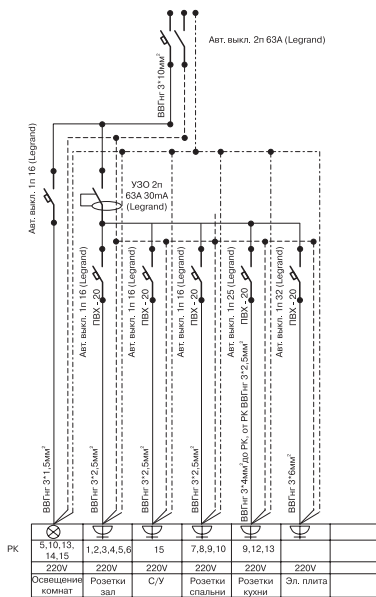 Авт. выкл. 2п 63А (Legrand)
ВВГнг 3*10мм²
Авт. выкл. 1п 16 (Legrand)
УЗО 2п
63А 30mA
(Legrand)
Авт. выкл. 1п 16 (Legrand)
ПВХ - 20
Авт. выкл. 1п 16 (Legrand)
ПВХ - 20
Авт. выкл. 1п 16 (Legrand)
ПВХ - 20
Авт. выкл. 1п 25 (Legrand)
ПВХ - 20
Авт. выкл. 1п 32 (Legrand)
ПВХ - 20
ВВГнг 3*1,5мм²
ВВГнг 3*2,5мм²
ВВГнг 3*2,5мм²
ВВГнг 3*2,5мм²
ВВГнг 3*4мм² до РК, от РК ВВГнг 3*2,5мм²
ВВГнг 3*6мм²
РК
5,10,13,
14,15
1,2,3,4,5,6
15
7,8,9,10
9,12,13
220V
220V
220V
220V
220V
220V
Освещение
комнат
Розетки
зал
С/У
Розетки
спальни
Розетки
кухни
Эл. плита